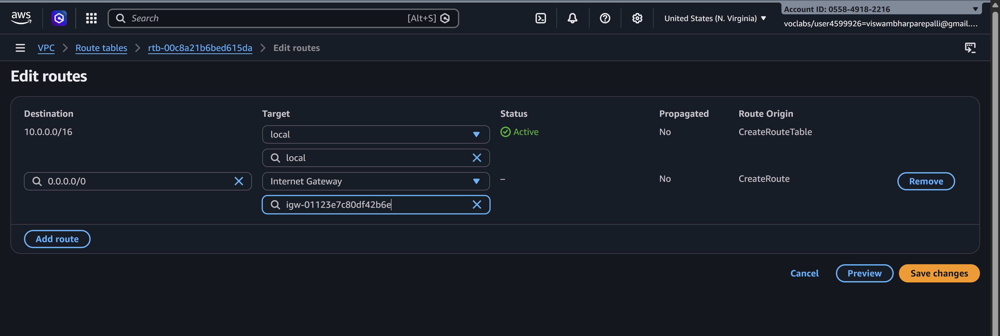 aws
Search [Alt+S]
United States (N. Virginia)
Account ID: 0558-4918-2216
voclabs/user4599926=viswambharparepalli@gmail....
VPC
Route tables
rtb-00c8a21b6bed615da
Edit routes
Edit routes
Destination Target Status Propagated Route Origin
10.0.0.0/16 local Active No CreateRouteTable
local
0.0.0.0/0 Internet Gateway – No CreateRoute Remove
igw-01123e7c80df42b6e
Add route
Cancel Preview Save changes